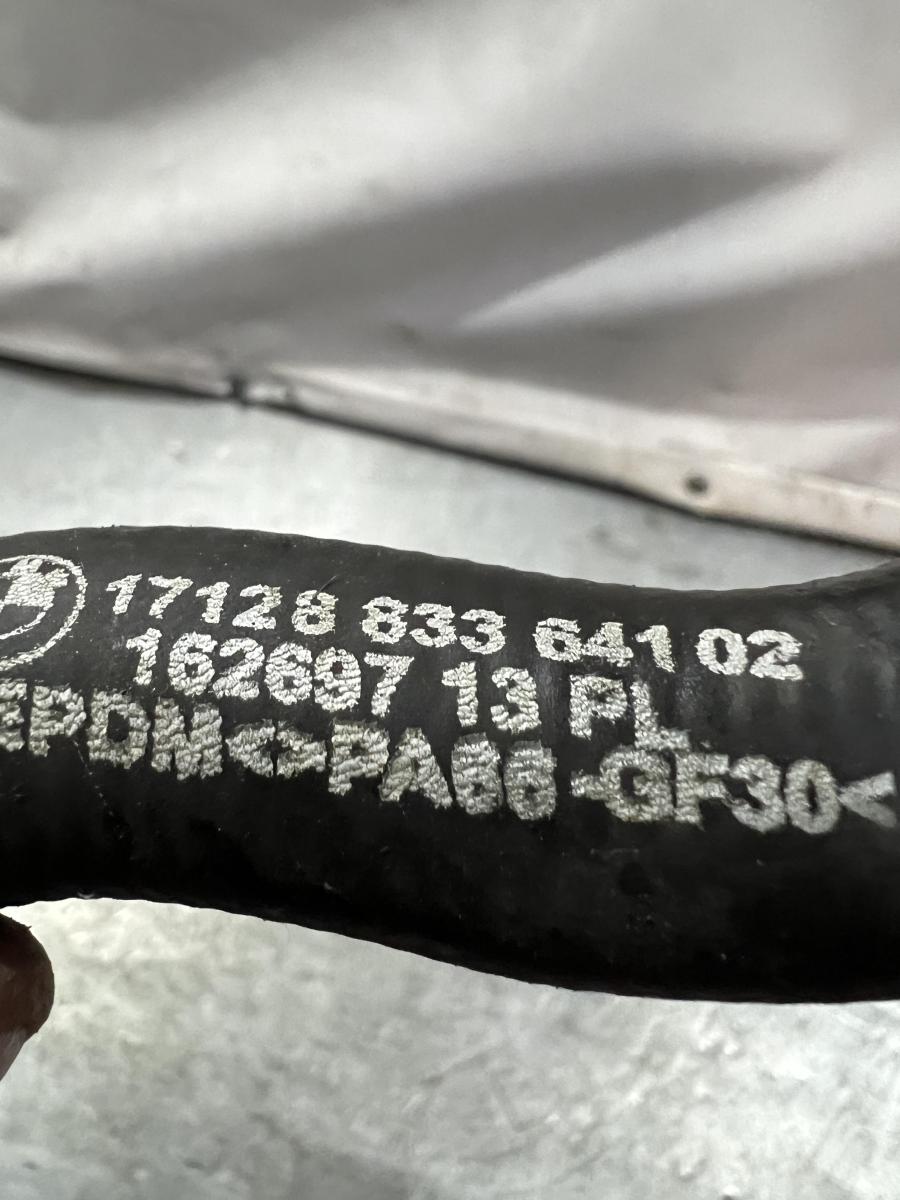 17128 833 64102
162697 13 PL
EPDM<>PA66-GF30<